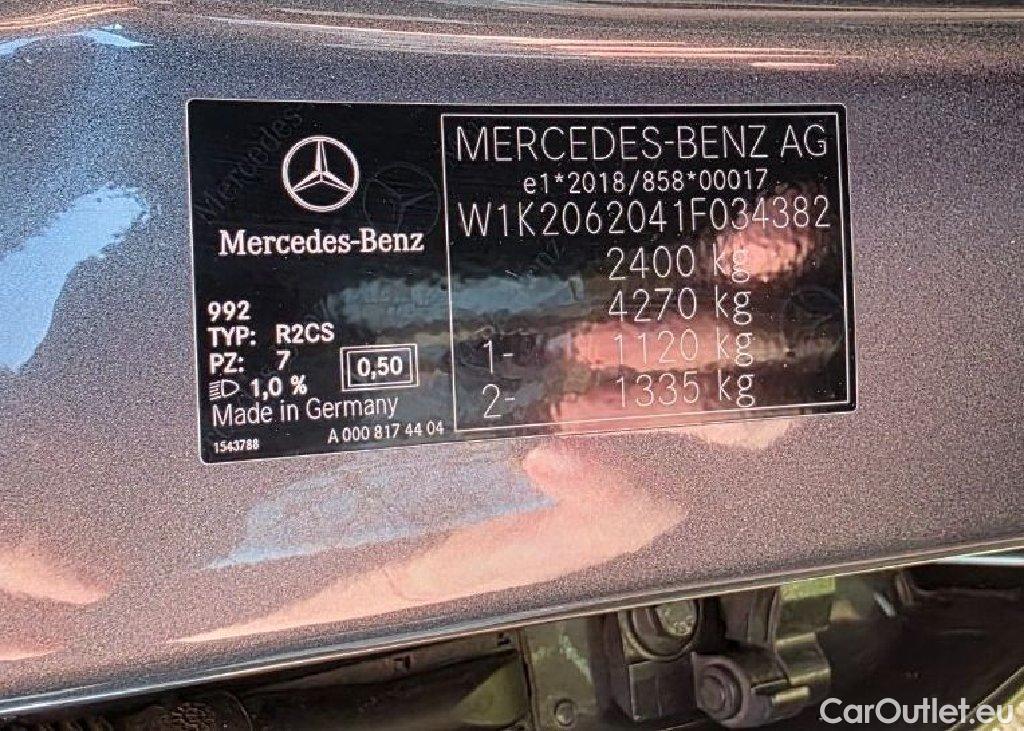 Mercedes-Benz
992
TYP: R2CS
PZ: 7
1,0 %
0,50
Made in Germany
1543788
A 000 817 44 04
MERCEDES-BENZ AG
e1*2018/858*00017
W1K2062041F034382
2400 kg
4270 kg
1- 1120 kg
2- 1335 kg
CarOutlet.eu